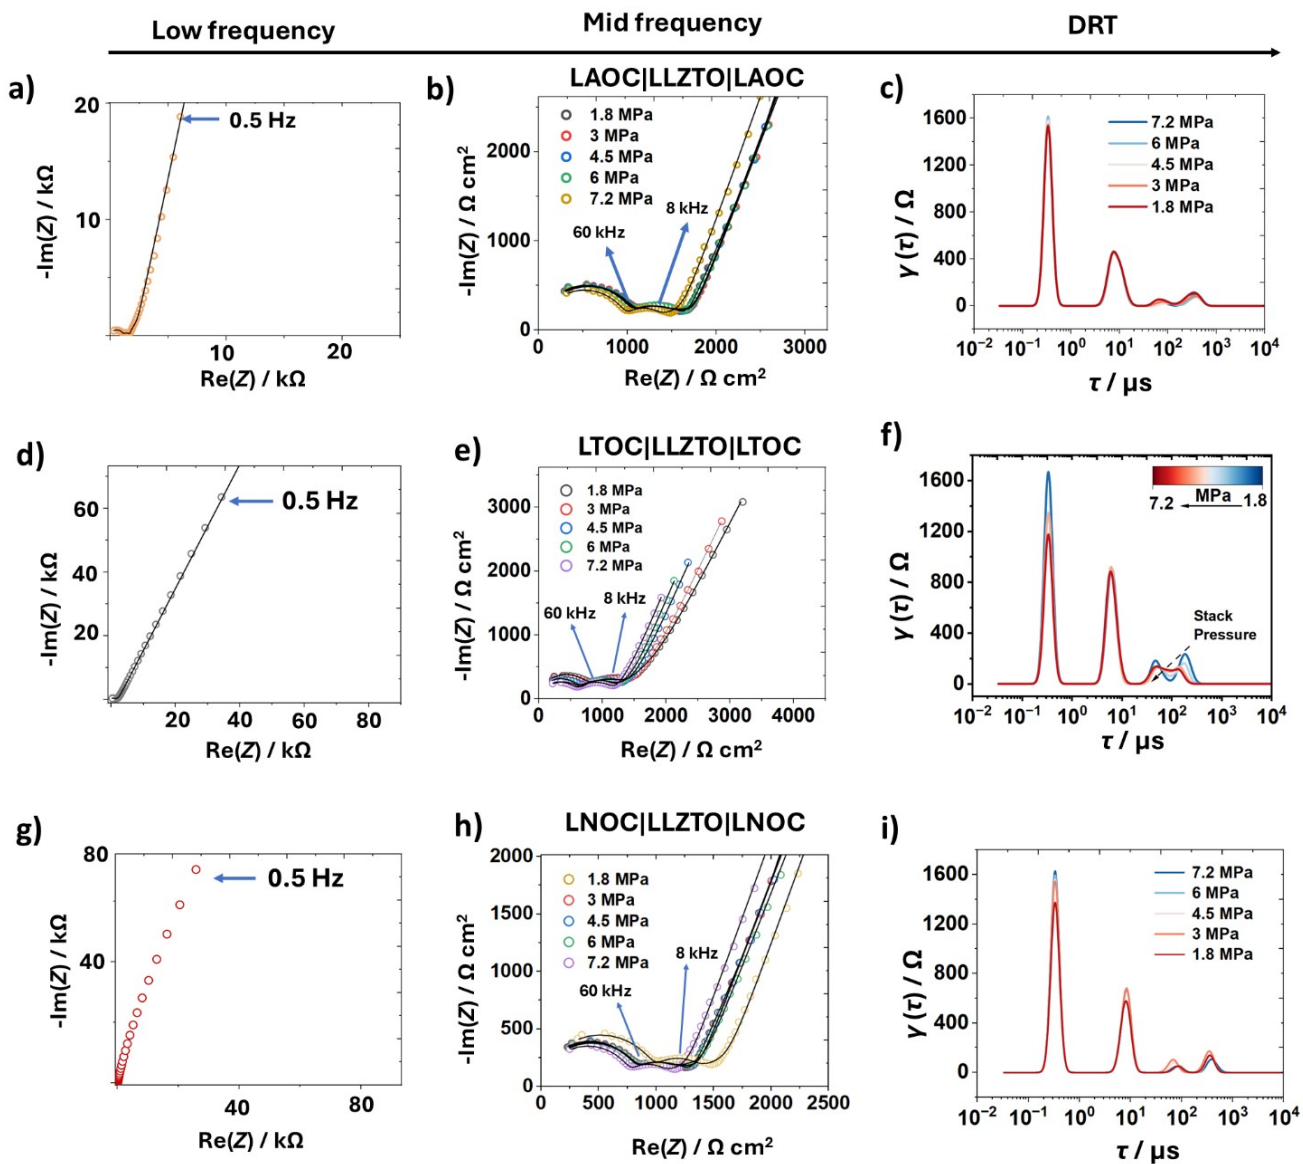 Low frequency
Mid frequency
DRT
a)
20
10
-Im(Z) / kΩ
0.5 Hz
10
20
Re(Z) / kΩ
b)
LAOC|LLZTO|LAOC
1.8 MPa
3 MPa
4.5 MPa
6 MPa
7.2 MPa
8 kHz
60 kHz
2000
1000
0
-Im(Z) / Ω cm²
0 1000 2000 3000
Re(Z) / Ω cm²
c)
1600
1200
800
400
0
γ (τ) / Ω
7.2 MPa
6 MPa
4.5 MPa
3 MPa
1.8 MPa
10⁻² 10⁻¹ 10⁰ 10¹ 10² 10³ 10⁴
τ / μs
d)
60
40
20
-Im(Z) / kΩ
0.5 Hz
20 40 60 80
Re(Z) / kΩ
e)
LTOC|LLZTO|LTOC
1.8 MPa
3 MPa
4.5 MPa
6 MPa
7.2 MPa
60 kHz
8 kHz
3000
2000
1000
0
-Im(Z) / Ω cm²
0 1000 2000 3000 4000
Re(Z) / Ω cm²
f)
1600
1200
800
400
0
γ (τ) / Ω
MPa
7.2 1.8
Stack
Pressure
10⁻² 10⁻¹ 10⁰ 10¹ 10² 10³ 10⁴
τ / μs
g)
80
40
-Im(Z) / kΩ
0.5 Hz
40 80
Re(Z) / kΩ
h)
LNOC|LLZTO|LNOC
1.8 MPa
3 MPa
4.5 MPa
6 MPa
7.2 MPa
8 kHz
60 kHz
2000
1500
1000
500
0
-Im(Z) / Ω cm²
0 500 1000 1500 2000 2500
Re(Z) / Ω cm²
i)
1600
1200
800
400
0
γ (τ) / Ω
7.2 MPa
6 MPa
4.5 MPa
3 MPa
1.8 MPa
10⁻² 10⁻¹ 10⁰ 10¹ 10² 10³ 10⁴
τ / μs